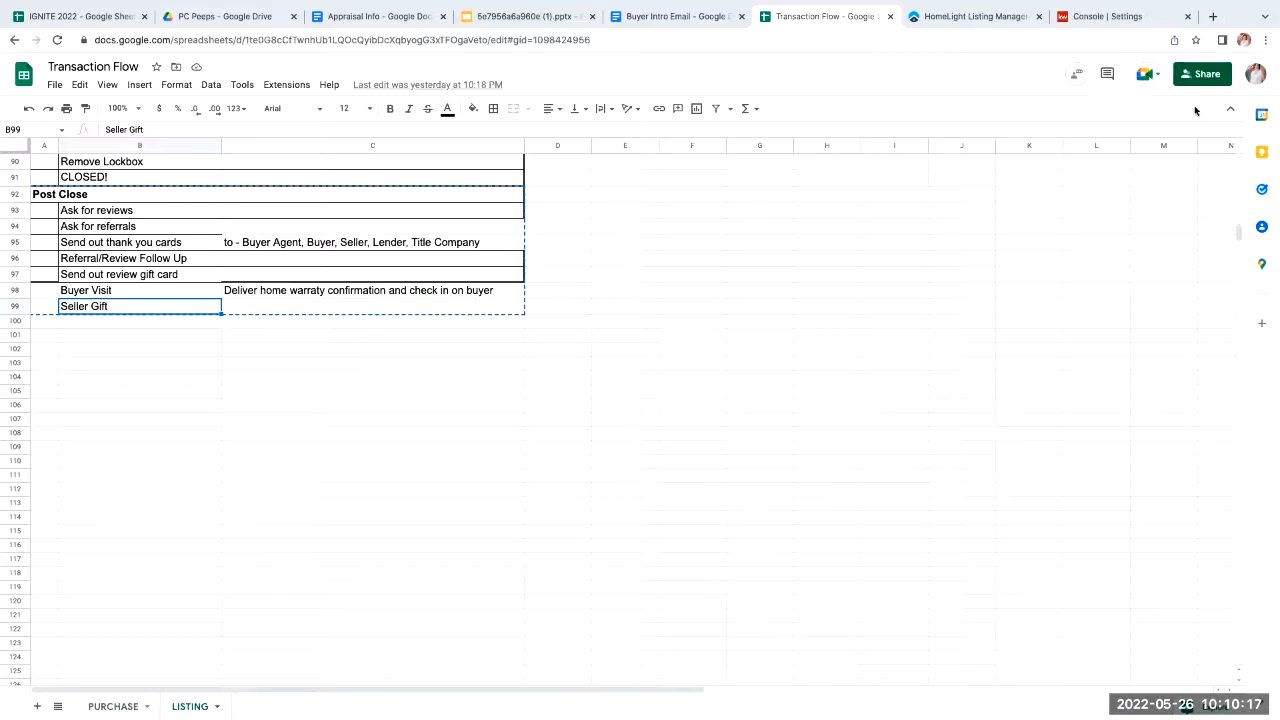 IGNITE 2022 - Google Shee
PC Peeps - Google Drive
Appraisal Info - Google Doc
5e7956a6a960e (1).pptx -
Buyer Intro Email - Google D
Transaction Flow - Google S
HomeLight Listing Manager
Console | Settings
docs.google.com/spreadsheets/d/1te0G8cCfTwnhUb1LQOcQyibDcXqbyogG3xTFOgaVeto/edit#gid=1098424956
Transaction Flow
File Edit View Insert Format Data Tools Extensions Help Last edit was yesterday at 10:18 PM
Share
100% $ % .0 .00 123 Arial 12 B I S A
B99 fx Seller Gift
A B C D E F G H I J K L M N
90 Remove Lockbox
91 CLOSED!
92 Post Close
93 Ask for reviews
94 Ask for referrals
95 Send out thank you cards to - Buyer Agent, Buyer, Seller, Lender, Title Company
96 Referral/Review Follow Up
97 Send out review gift card
98 Buyer Visit Deliver home warraty confirmation and check in on buyer
99 Seller Gift
100
101
102
103
104
105
106
107
108
109
110
111
112
113
114
115
116
117
118
119
120
121
122
123
124
125
126
PURCHASE
LISTING
2022-05-26 10:10:17